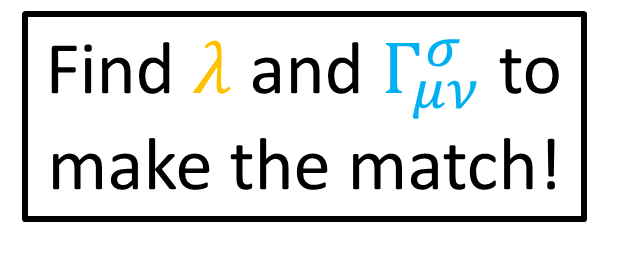 Find λ and Γ^σ_μν to
make the match!